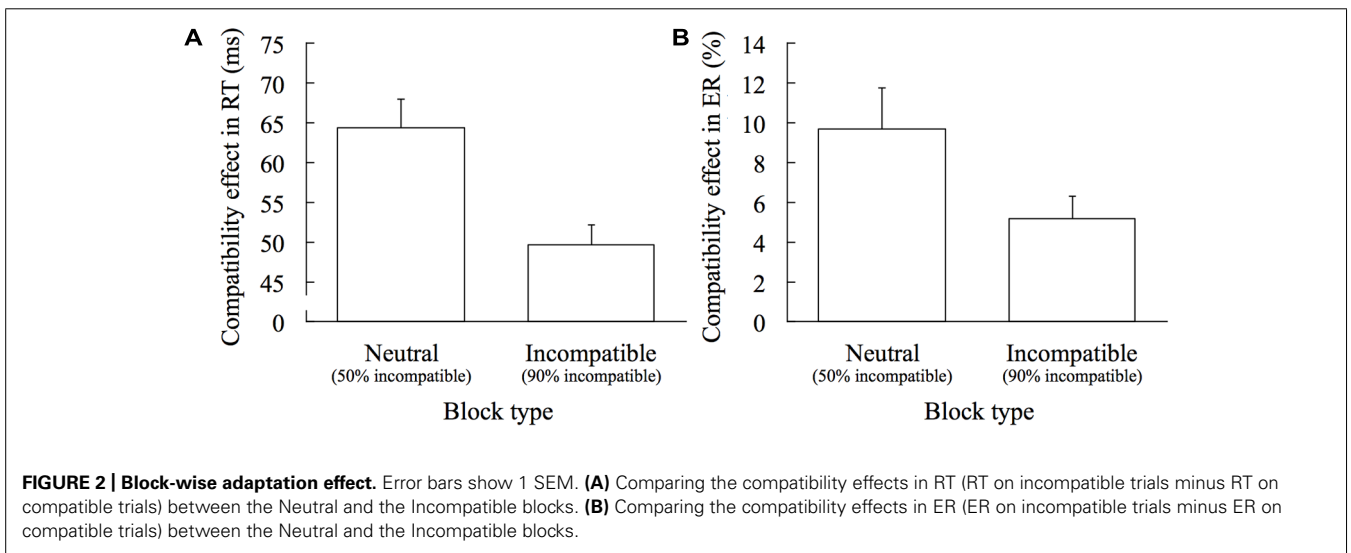 A
Compatibility effect in RT (ms)
75
70
65
60
55
50
45
0
Neutral
(50% incompatible)
Incompatible
(90% incompatible)
Block type
B
Compatibility effect in ER (%)
14
12
10
8
6
4
2
0
Neutral
(50% incompatible)
Incompatible
(90% incompatible)
Block type
FIGURE 2 | Block-wise adaptation effect. Error bars show 1 SEM. (A) Comparing the compatibility effects in RT (RT on incompatible trials minus RT on
compatible trials) between the Neutral and the Incompatible blocks. (B) Comparing the compatibility effects in ER (ER on incompatible trials minus ER on
compatible trials) between the Neutral and the Incompatible blocks.